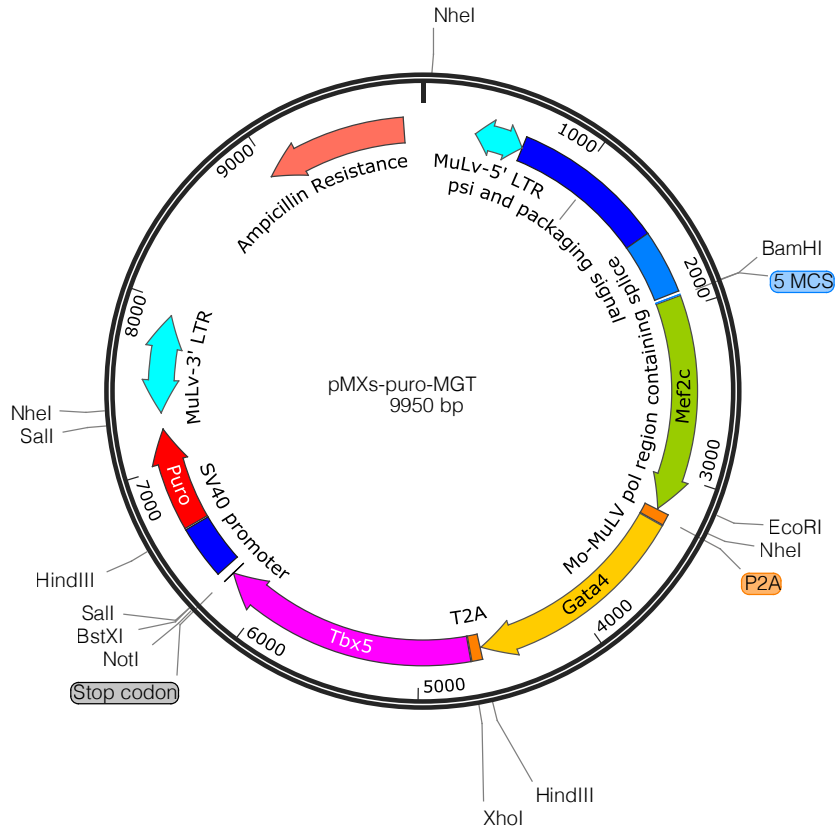 NheI
1000
9000
MuLv-5' LTR
Ampicillin Resistance
psi and packaging signal
BamHI
5 MCS
2000
8000
Mo-MuLV pol region containing splice
MuLv-3' LTR
pMXs-puro-MGT
9950 bp
Mef2c
NheI
SalI
3000
Puro
SV40 promoter
7000
EcoRI
NheI
P2A
HindIII
Gata4
4000
SalI
BstXI
NotI
T2A
Tbx5
6000
Stop codon
5000
HindIII
XhoI